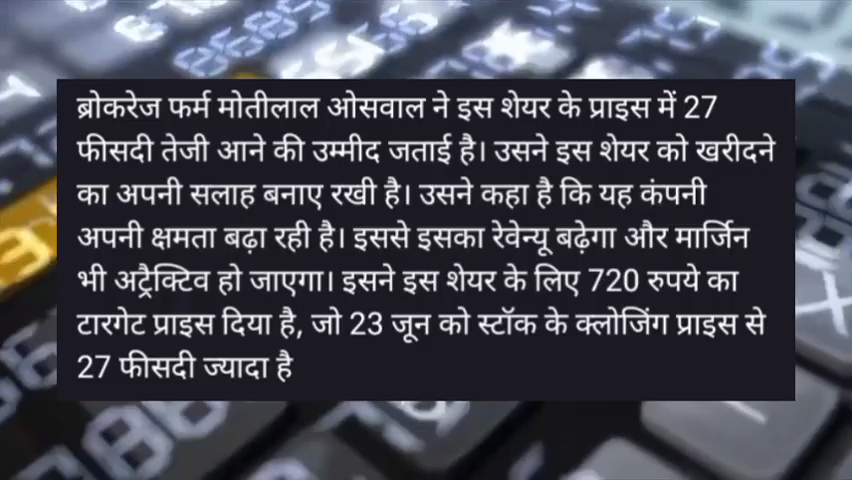 ब्रोकरेज फर्म मोतीलाल ओसवाल ने इस शेयर के प्राइस में 27
फीसदी तेजी आने की उम्मीद जताई है। उसने इस शेयर को खरीदने
का अपनी सलाह बनाए रखी है। उसने कहा है कि यह कंपनी
अपनी क्षमता बढ़ा रही है। इससे इसका रेवेन्यू बढ़ेगा और मार्जिन
भी अट्रैक्टिव हो जाएगा। इसने इस शेयर के लिए 720 रुपये का
टारगेट प्राइस दिया है, जो 23 जून को स्टॉक के क्लोजिंग प्राइस से
27 फीसदी ज्यादा है